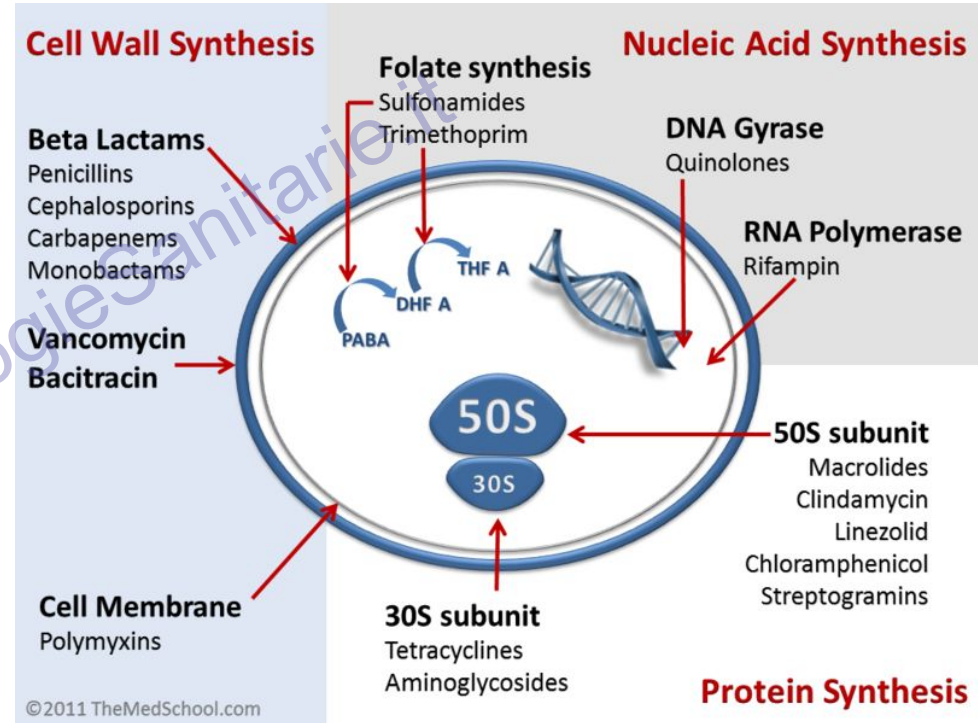 Cell Wall Synthesis
Nucleic Acid Synthesis
Folate synthesis
Sulfonamides
Trimethoprim
Beta Lactams
Penicillins
Cephalosporins
Carbapenems
Monobactams
DNA Gyrase
Quinolones
RNA Polymerase
Rifampin
THF A
DHF A
PABA
Vancomycin
Bacitracin
50S
30S
50S subunit
Macrolides
Clindamycin
Linezolid
Chloramphenicol
Streptogramins
Cell Membrane
Polymyxins
30S subunit
Tetracyclines
Aminoglycosides
Protein Synthesis
©2011 TheMedSchool.com
ogieSanitarie.it